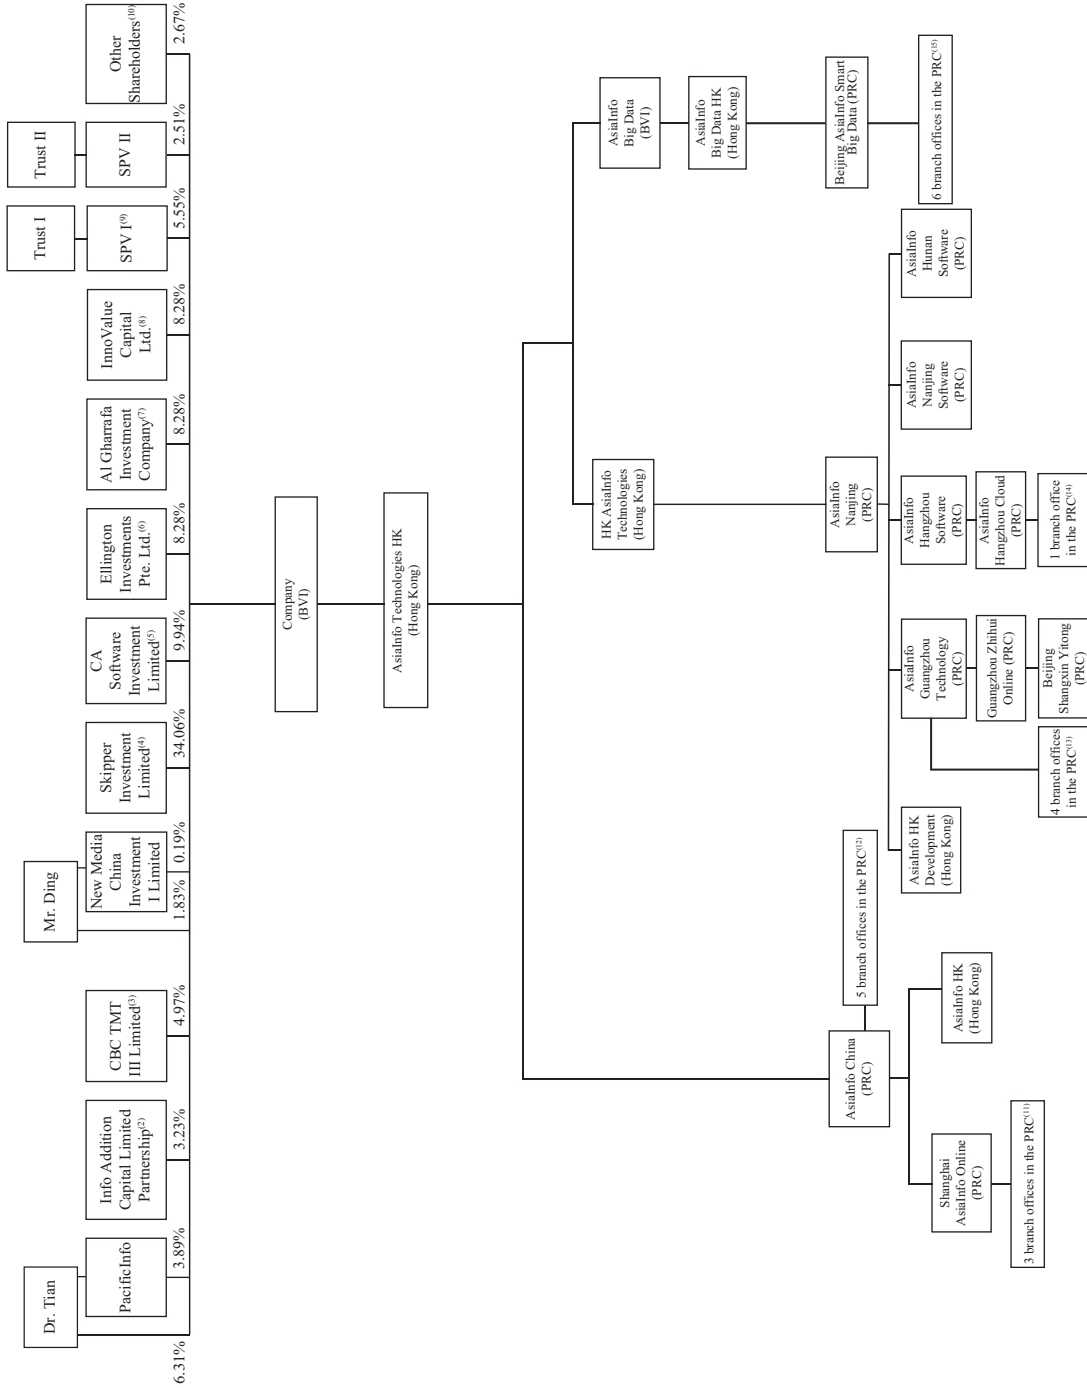 Dr. Tian
Mr. Ding
Trust I
Trust II
PacificInfo
Info Addition
Capital Limited
Partnership(2)
CBC TMT
III Limited(3)
New Media
China
Investment
I Limited
Skipper
Investment
Limited(4)
CA
Software
Investment
Limited(5)
Ellington
Investments
Pte. Ltd.(6)
Al Gharrafa
Investment
Company(7)
InnoValue
Capital
Ltd.(8)
SPV I(9)
SPV II
Other
Shareholders(10)
6.31%
3.89%
3.23%
4.97%
1.83%
0.19%
34.06%
9.94%
8.28%
8.28%
8.28%
5.55%
2.51%
2.67%
Company
(BVI)
AsiaInfo Technologies HK
(Hong Kong)
HK AsiaInfo
Technologies
(Hong Kong)
AsiaInfo
Big Data
(BVI)
AsiaInfo
Big Data HK
(Hong Kong)
AsiaInfo China
(PRC)
5 branch offices in the PRC(12)
AsiaInfo
Nanjing
(PRC)
Beijing AsiaInfo Smart
Big Data (PRC)
6 branch offices in the PRC(15)
Shanghai
AsiaInfo Online
(PRC)
AsiaInfo HK
(Hong Kong)
AsiaInfo HK
Development
(Hong Kong)
AsiaInfo
Guangzhou
Technology
(PRC)
AsiaInfo
Hangzhou
Software
(PRC)
AsiaInfo
Nanjing
Software
(PRC)
AsiaInfo
Hunan
Software
(PRC)
3 branch offices in the PRC(11)
Guangzhou Zhihui
Online (PRC)
AsiaInfo
Hangzhou Cloud
(PRC)
4 branch offices
in the PRC(13)
Beijing
Shangxin Yitong
(PRC)
1 branch office
in the PRC(14)